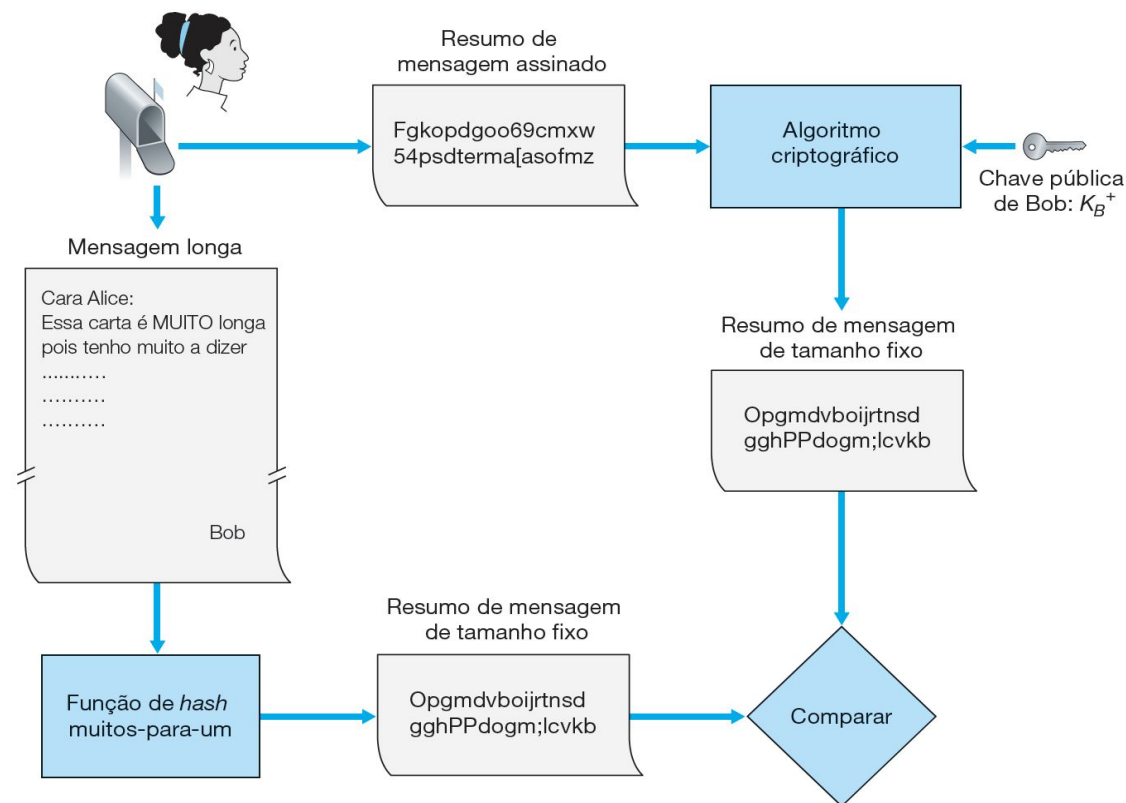 Resumo de
mensagem assinado
Fgkopdgoo69cmxw
54psdterma[asofmz
Algoritmo
criptográfico
Chave pública
de Bob: K_B^+
Mensagem longa
Cara Alice:
Essa carta é MUITO longa
pois tenho muito a dizer
..........
..........
..........
Bob
Resumo de mensagem
de tamanho fixo
Opgmdvboijrtnsd
gghPPdogm;lcvkb
Função de hash
muitos-para-um
Resumo de mensagem
de tamanho fixo
Opgmdvboijrtnsd
gghPPdogm;lcvkb
Comparar